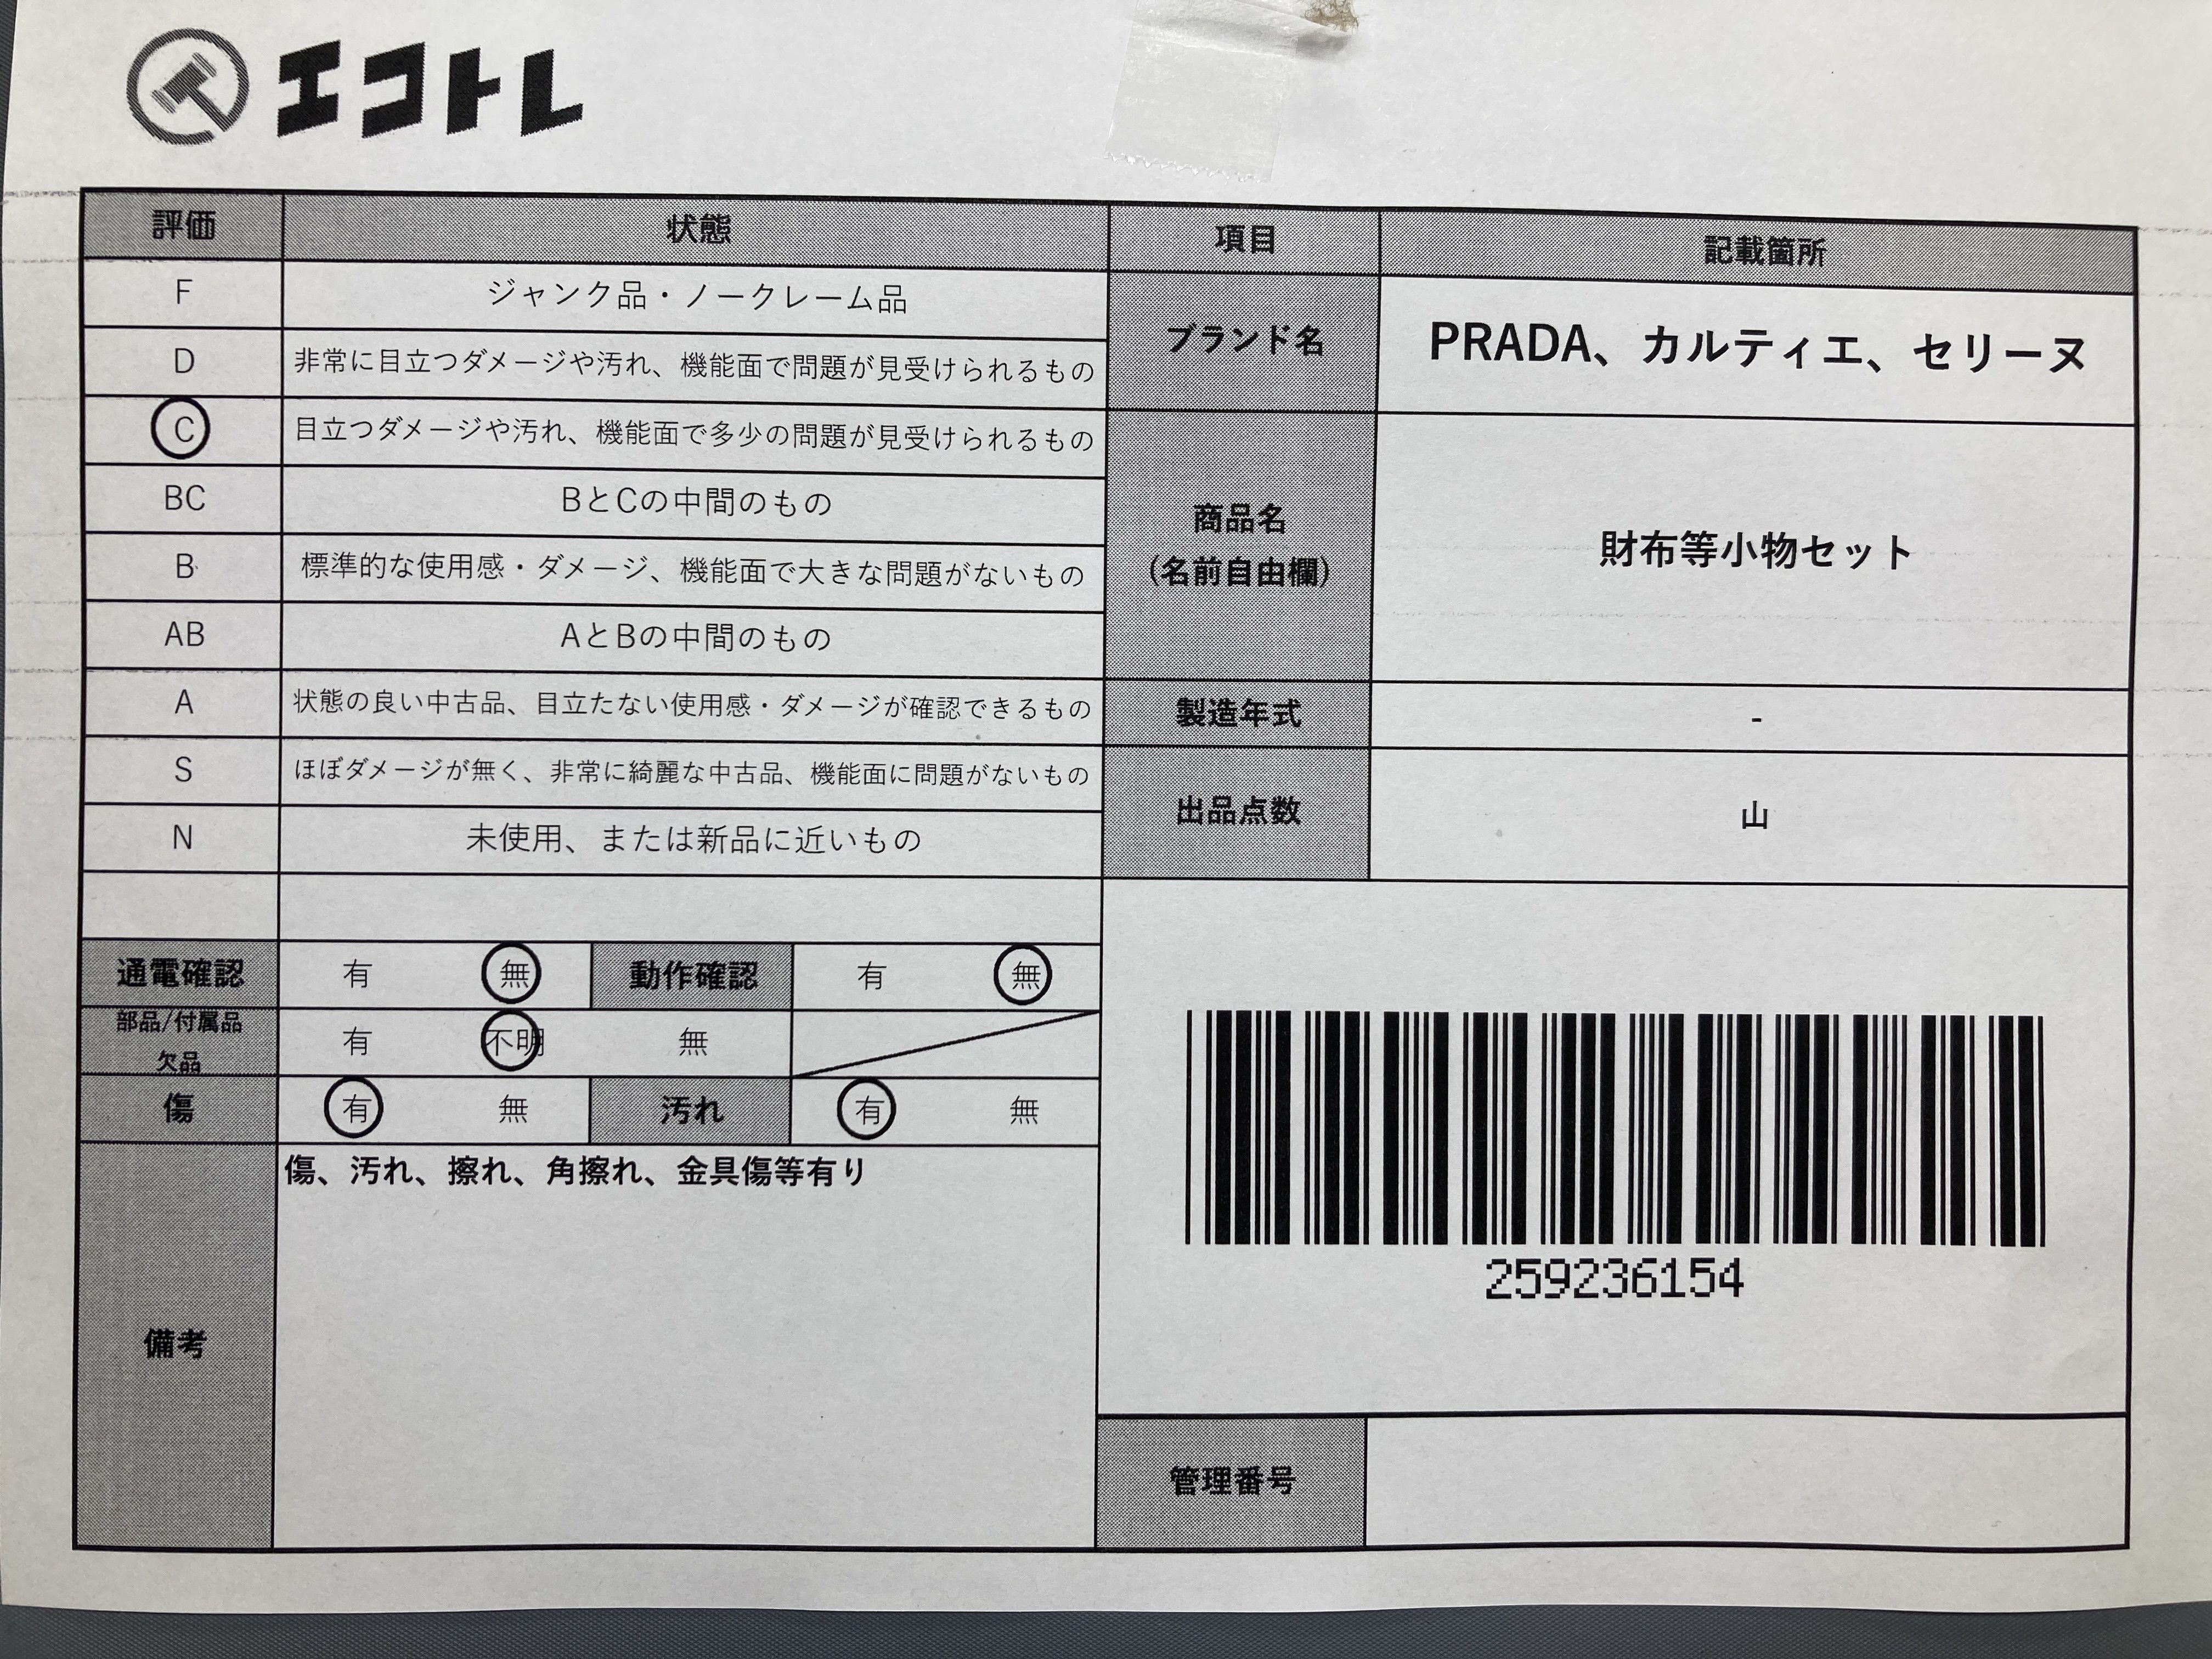 エコトレ
評価 状態
F ジャンク品・ノークレーム品
D 非常に目立つダメージや汚れ、機能面で問題が見受けられるもの
C 目立つダメージや汚れ、機能面で多少の問題が見受けられるもの
BC BとCの中間のもの
B 標準的な使用感・ダメージ、機能面で大きな問題がないもの
AB AとBの中間のもの
A 状態の良い中古品、目立たない使用感・ダメージが確認できるもの
S ほぼダメージが無く、非常に綺麗な中古品、機能面に問題がないもの
N 未使用、または新品に近いもの
通電確認 有 無 動作確認 有 無
部品/付属品
欠品 有 不明 無
傷 有 無 汚れ 有 無
備考 傷、汚れ、擦れ、角擦れ、金具傷等有り
項目 記載箇所
ブランド名 PRADA、カルティエ、セリーヌ
商品名
(名前自由欄) 財布等小物セット
製造年式 -
出品点数 山
259236154
管理番号